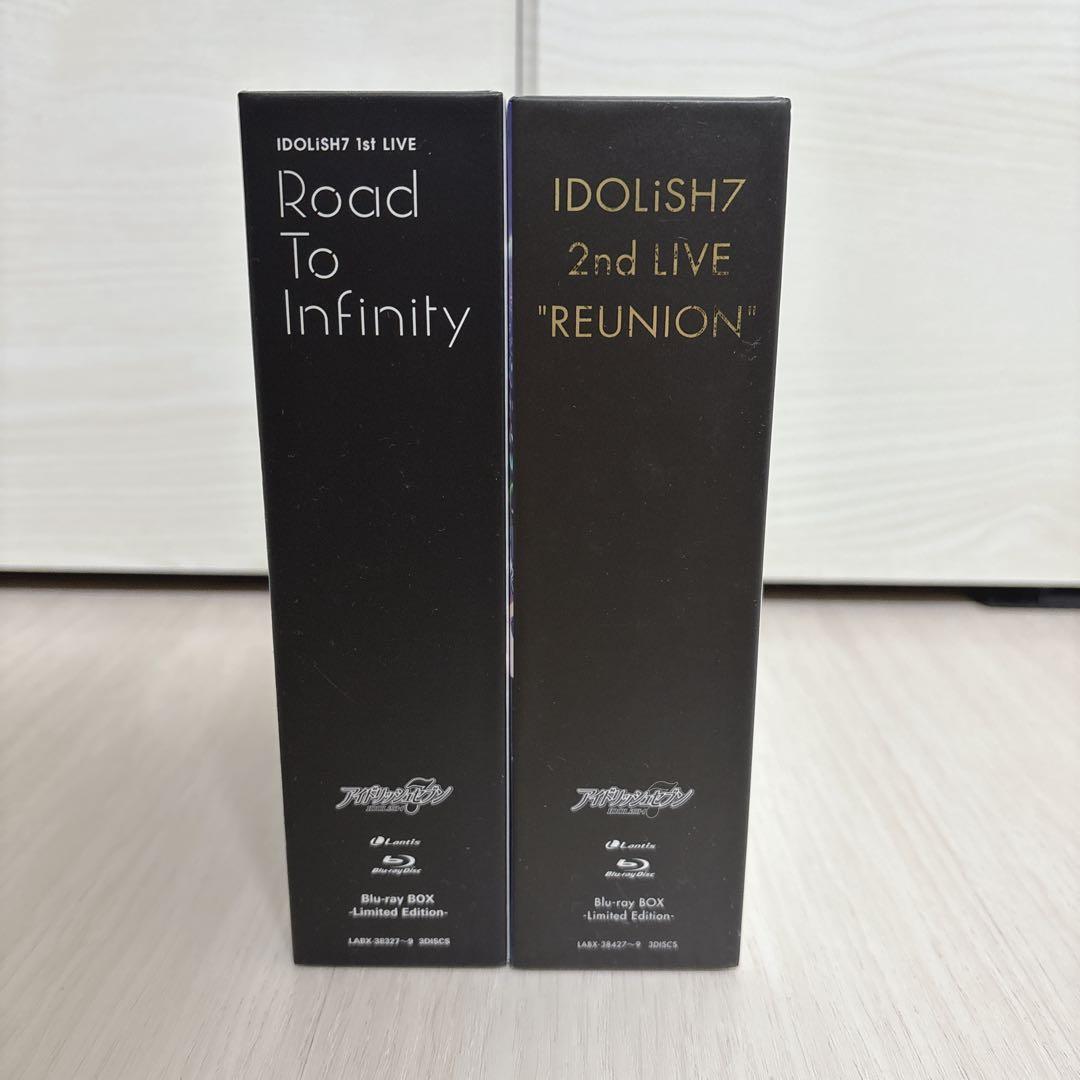 IDOLiSH7 1st LIVE
Road
To
Infinity
アイドリッシュセブン
IDOLiSH7
Lantis
Blu-ray Disc
Blu-ray BOX
-Limited Edition-
LABX-38327～9 3DISCS
IDOLiSH7
2nd LIVE
"REUNION"
アイドリッシュセブン
IDOLiSH7
Lantis
Blu-ray Disc
Blu-ray BOX
-Limited Edition-
LABX-38427～9 3DISCS